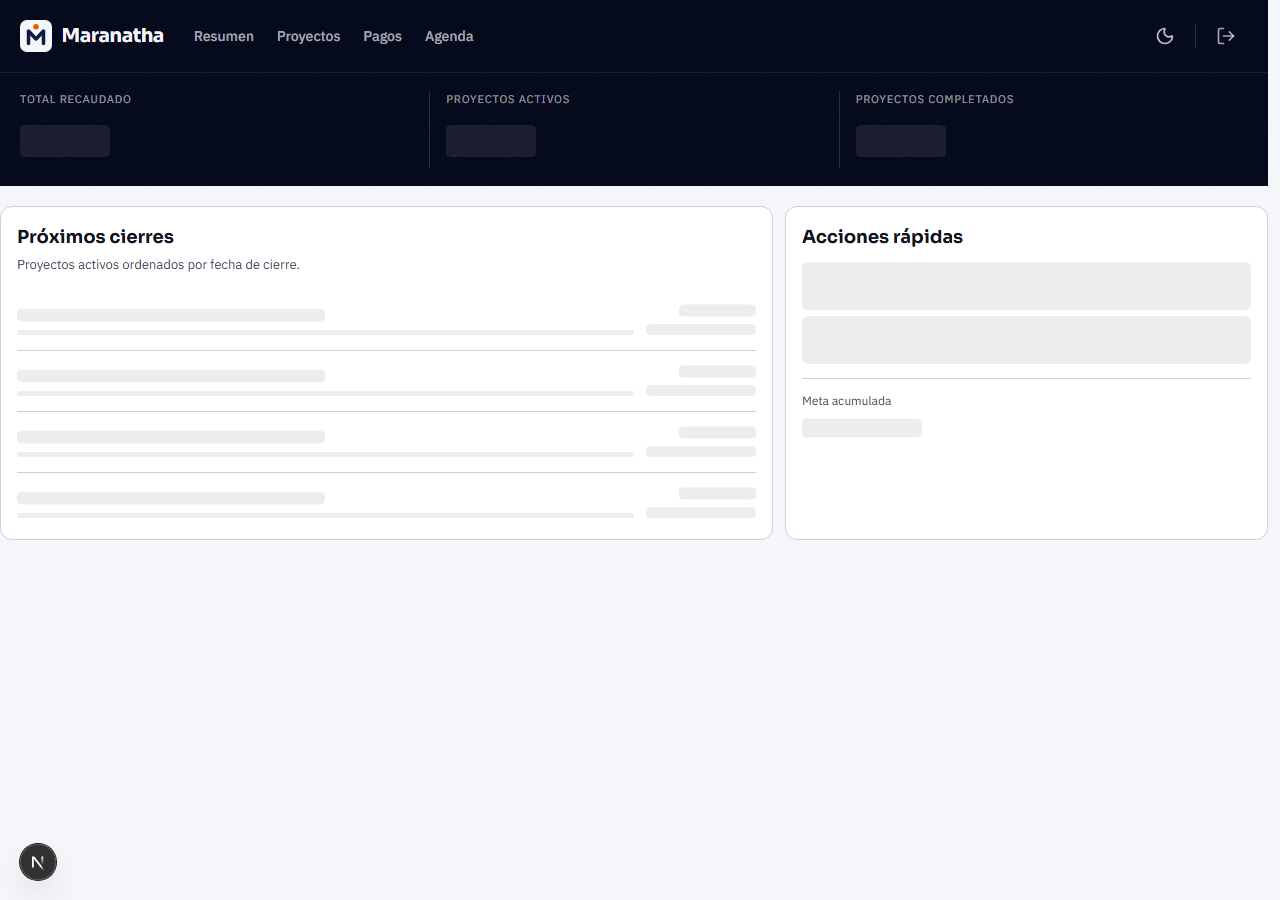 Maranatha
Resumen
Proyectos
Pagos
Agenda
TOTAL RECAUDADO
PROYECTOS ACTIVOS
PROYECTOS COMPLETADOS
Próximos cierres
Proyectos activos ordenados por fecha de cierre.
Acciones rápidas
Meta acumulada
N